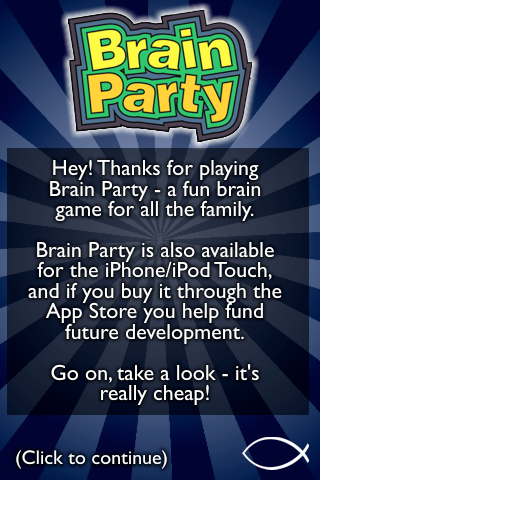 Brain
Party
Hey! Thanks for playing
Brain Party - a fun brain
game for all the family.
Brain Party is also available
for the iPhone/iPod Touch,
and if you buy it through the
App Store you help fund
future development.
Go on, take a look - it's
really cheap!
(Click to continue)